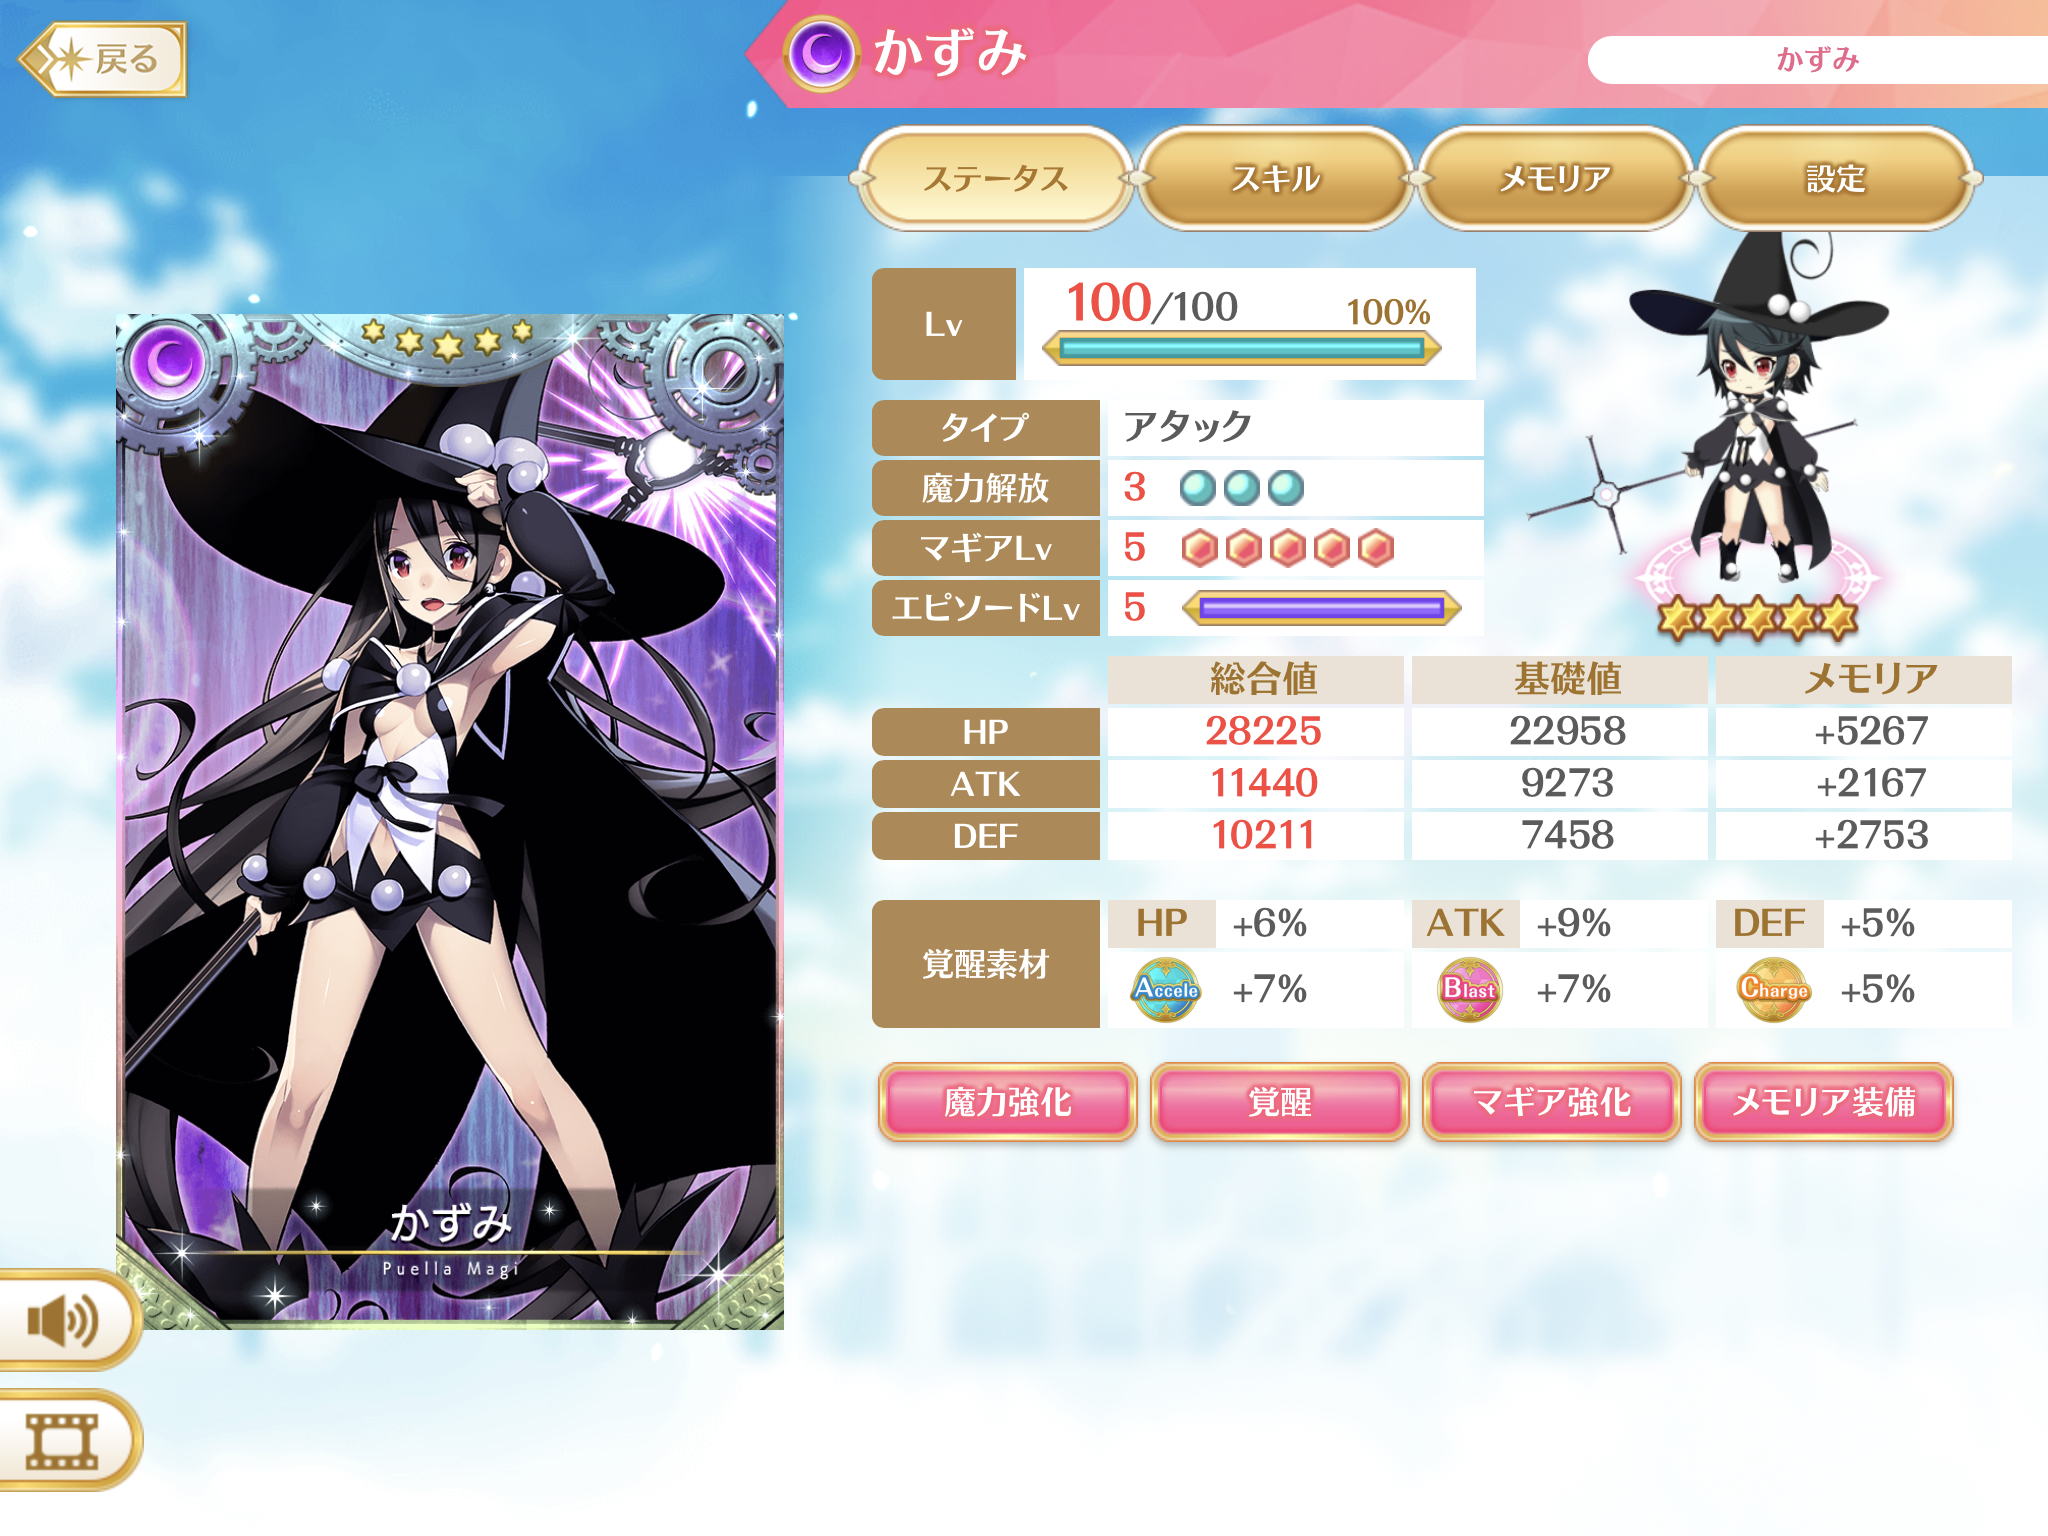 戻る
かずみ
かずみ
ステータス
スキル
メモリア
設定
Lv
100/100
100%
タイプ
アタック
魔力解放
3
マギアLv
5
エピソードLv
5
総合値
基礎値
メモリア
HP
28225
22958
+5267
ATK
11440
9273
+2167
DEF
10211
7458
+2753
覚醒素材
HP
+6%
ATK
+9%
DEF
+5%
Accele
+7%
Blast
+7%
Charge
+5%
魔力強化
覚醒
マギア強化
メモリア装備
かずみ
Puella Magi